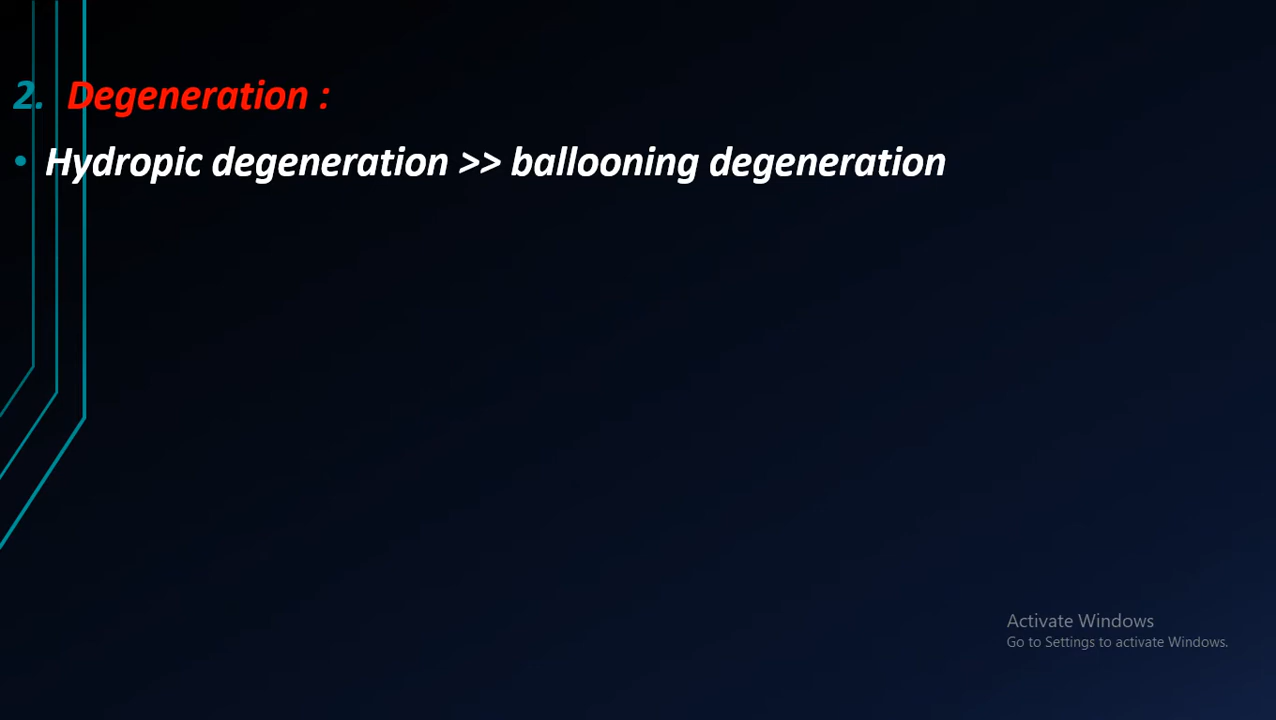 2. Degeneration :
• Hydropic degeneration >> ballooning degeneration
Activate Windows
Go to Settings to activate Windows.